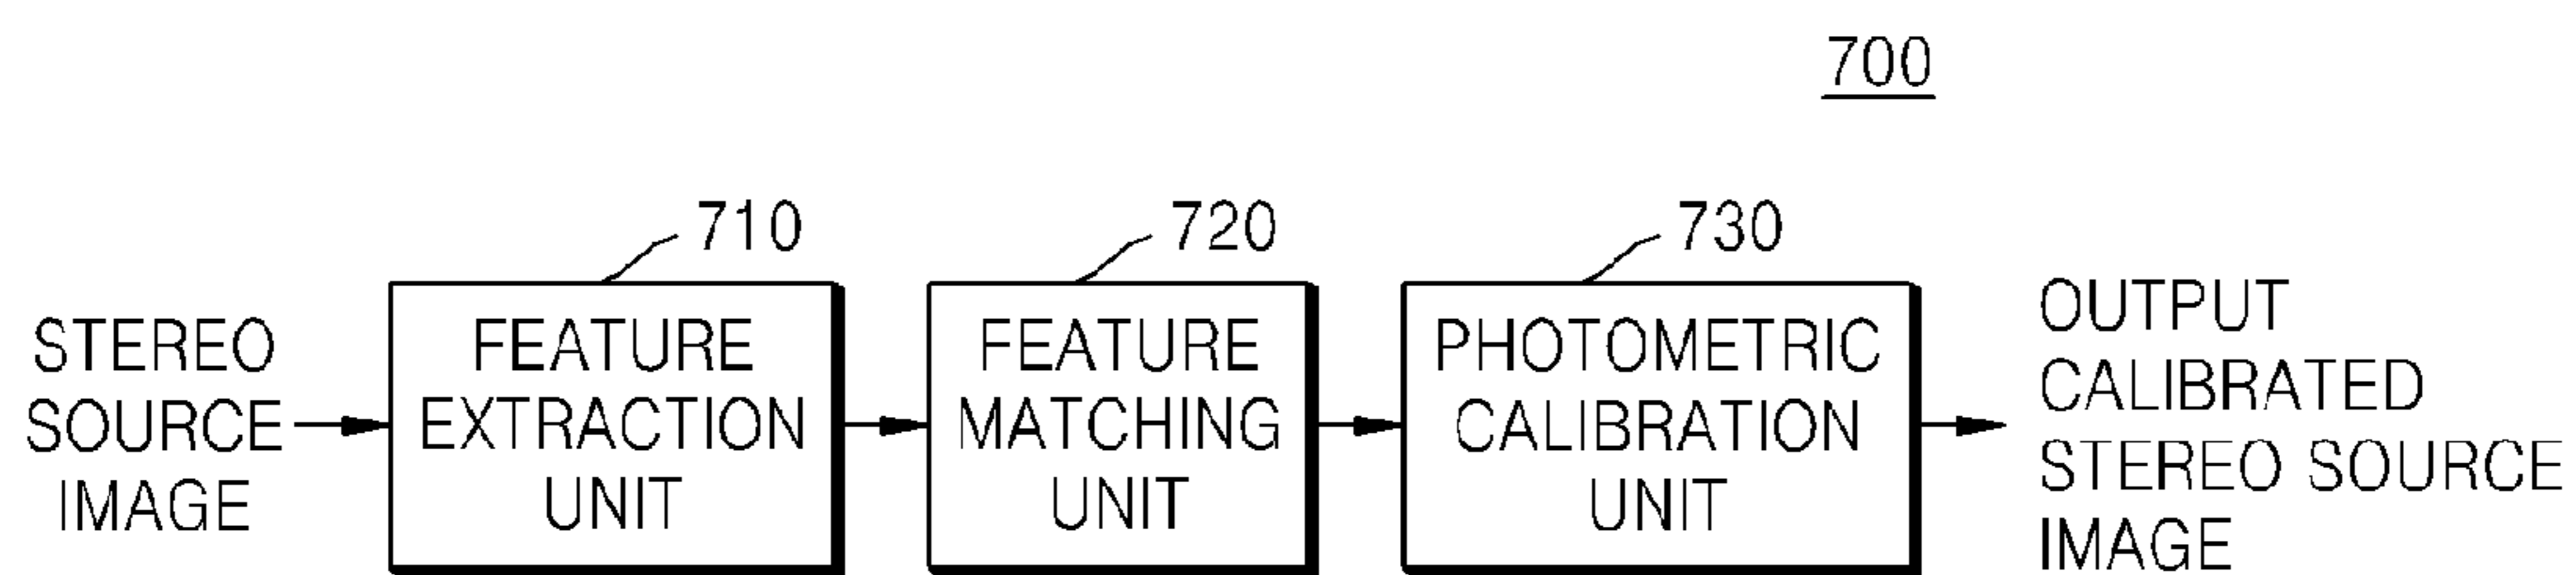 700
710
720
730
STEREO
SOURCE
IMAGE
FEATURE
EXTRACTION
UNIT
FEATURE
MATCHING
UNIT
PHOTOMETRIC
CALIBRATION
UNIT
OUTPUT
CALIBRATED
STEREO SOURCE
IMAGE